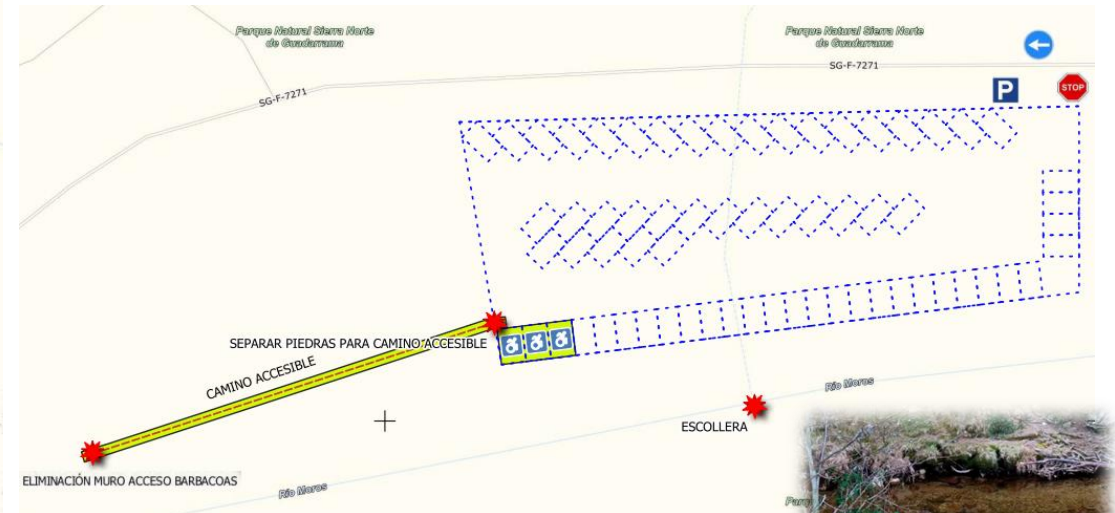 Parque Natural Sierra Norte
de Guadarrama
Parque Natural Sierra Norte
de Guadarrama
SG-F-7271
SG-F-7271
P
STOP
SEPARAR PIEDRAS PARA CAMINO ACCESIBLE
CAMINO ACCESIBLE
Río Moros
ESCOLLERA
ELIMINACIÓN MURO ACCESO BARBACOAS
Río Moros